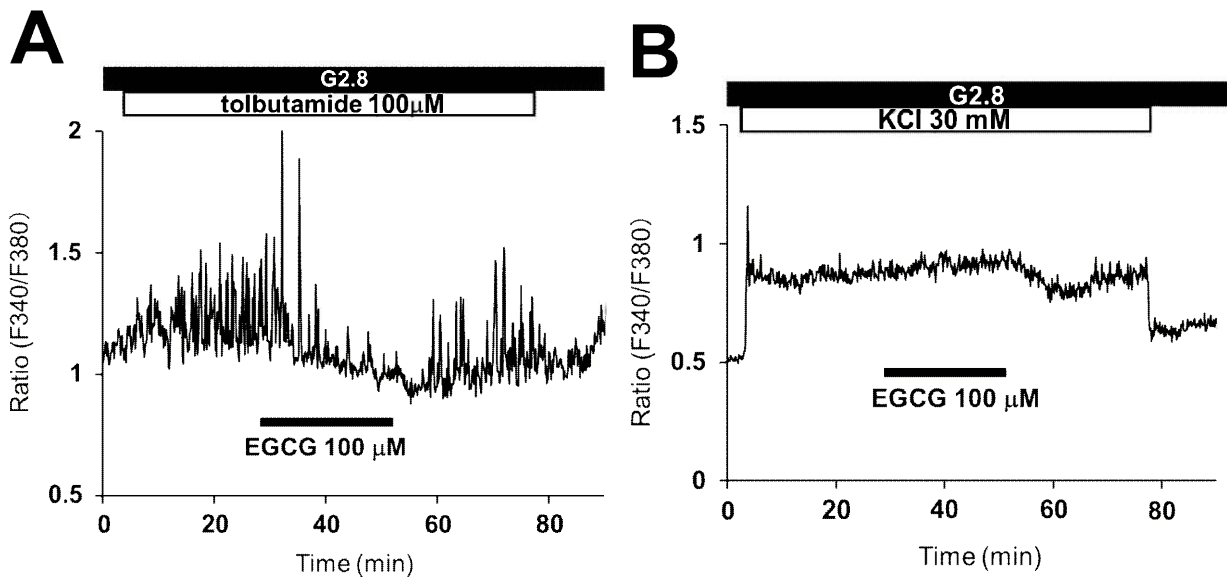 A
G2.8
tolbutamide 100μM
2
1.5
1
0.5
Ratio (F340/F380)
EGCG 100 μM
0
20
40
60
80
Time (min)
B
G2.8
KCl 30 mM
1.5
1
0.5
0
Ratio (F340/F380)
EGCG 100 μM
0
20
40
60
80
Time (min)